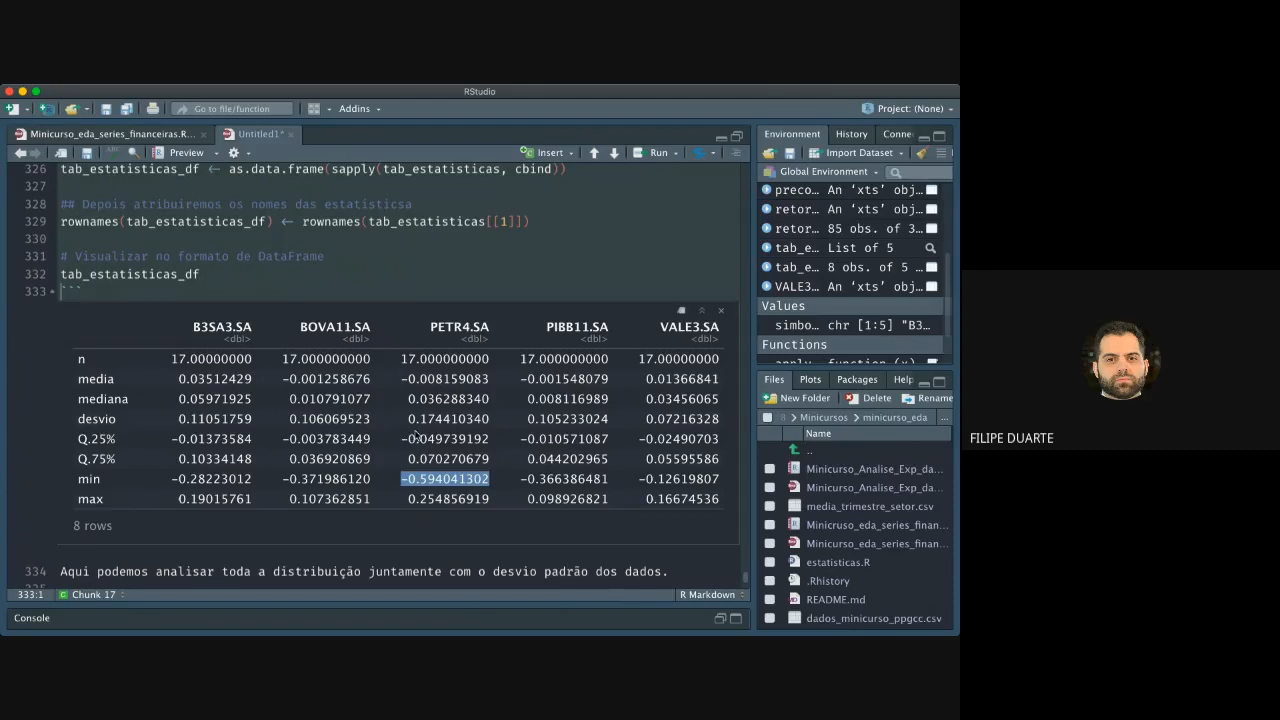 RStudio
Go to file/function
Addins
Project: (None)
Minicurso_eda_series_financeiras.R...
Untitled1*
Preview
Insert
Run
326 tab_estatisticas_df ← as.data.frame(sapply(tab_estatisticas, cbind))
327
328 ## Depois atribuiremos os nomes das estatísticsa
329 rownames(tab_estatisticas_df) ← rownames(tab_estatisticas[[1]])
330
331 # Visualizar no formato de DataFrame
332 tab_estatisticas_df
333 ```
B3SA3.SA BOVA11.SA PETR4.SA PIBB11.SA VALE3.SA
<dbl> <dbl> <dbl> <dbl> <dbl>
n 17.00000000 17.000000000 17.000000000 17.000000000 17.00000000
media 0.03512429 -0.001258676 -0.008159083 -0.001548079 0.01366841
mediana 0.05971925 0.010791077 0.036288340 0.008116989 0.03456065
desvio 0.11051759 0.106069523 0.174410340 0.105233024 0.07216328
Q.25% -0.01373584 -0.003783449 -0.049739192 -0.010571087 -0.02490703
Q.75% 0.10334148 0.036920869 0.070270679 0.044202965 0.05595586
min -0.28223012 -0.371986120 -0.594041302 -0.366386481 -0.12619807
max 0.19015761 0.107362851 0.254856919 0.098926821 0.16674536
8 rows
334 Aqui podemos analisar toda a distribuição juntamente com o desvio padrão dos dados.
333:1 Chunk 17 R Markdown
Console
Environment History Conne
Import Dataset
Global Environment
preco... An ‘xts’ obj…
retor... An ‘xts’ obj…
retor... 85 obs. of 3…
tab_e... List of 5
tab_e... 8 obs. of 5 …
VALE3... An ‘xts’ obj…
Values
simbo... chr [1:5] "B3…
Functions
Files Plots Packages Help
New Folder Delete Rename
Minicursos minicurso_eda ...
Name
..
Minicurso_Analise_Exp_da...
Minicurso_Analise_Exp_da...
media_trimestre_setor.csv
Minicruso_eda_series_finan...
Minicurso_eda_series_finan...
estatisticas.R
.Rhistory
README.md
dados_minicurso_ppgcc.csv
FILIPE DUARTE